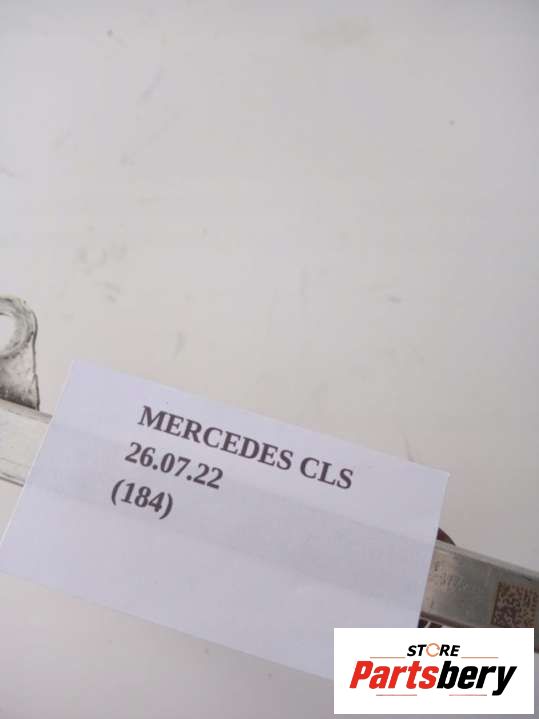 MERCEDES CLS
26.07.22
(184)
STORE
Partsbery